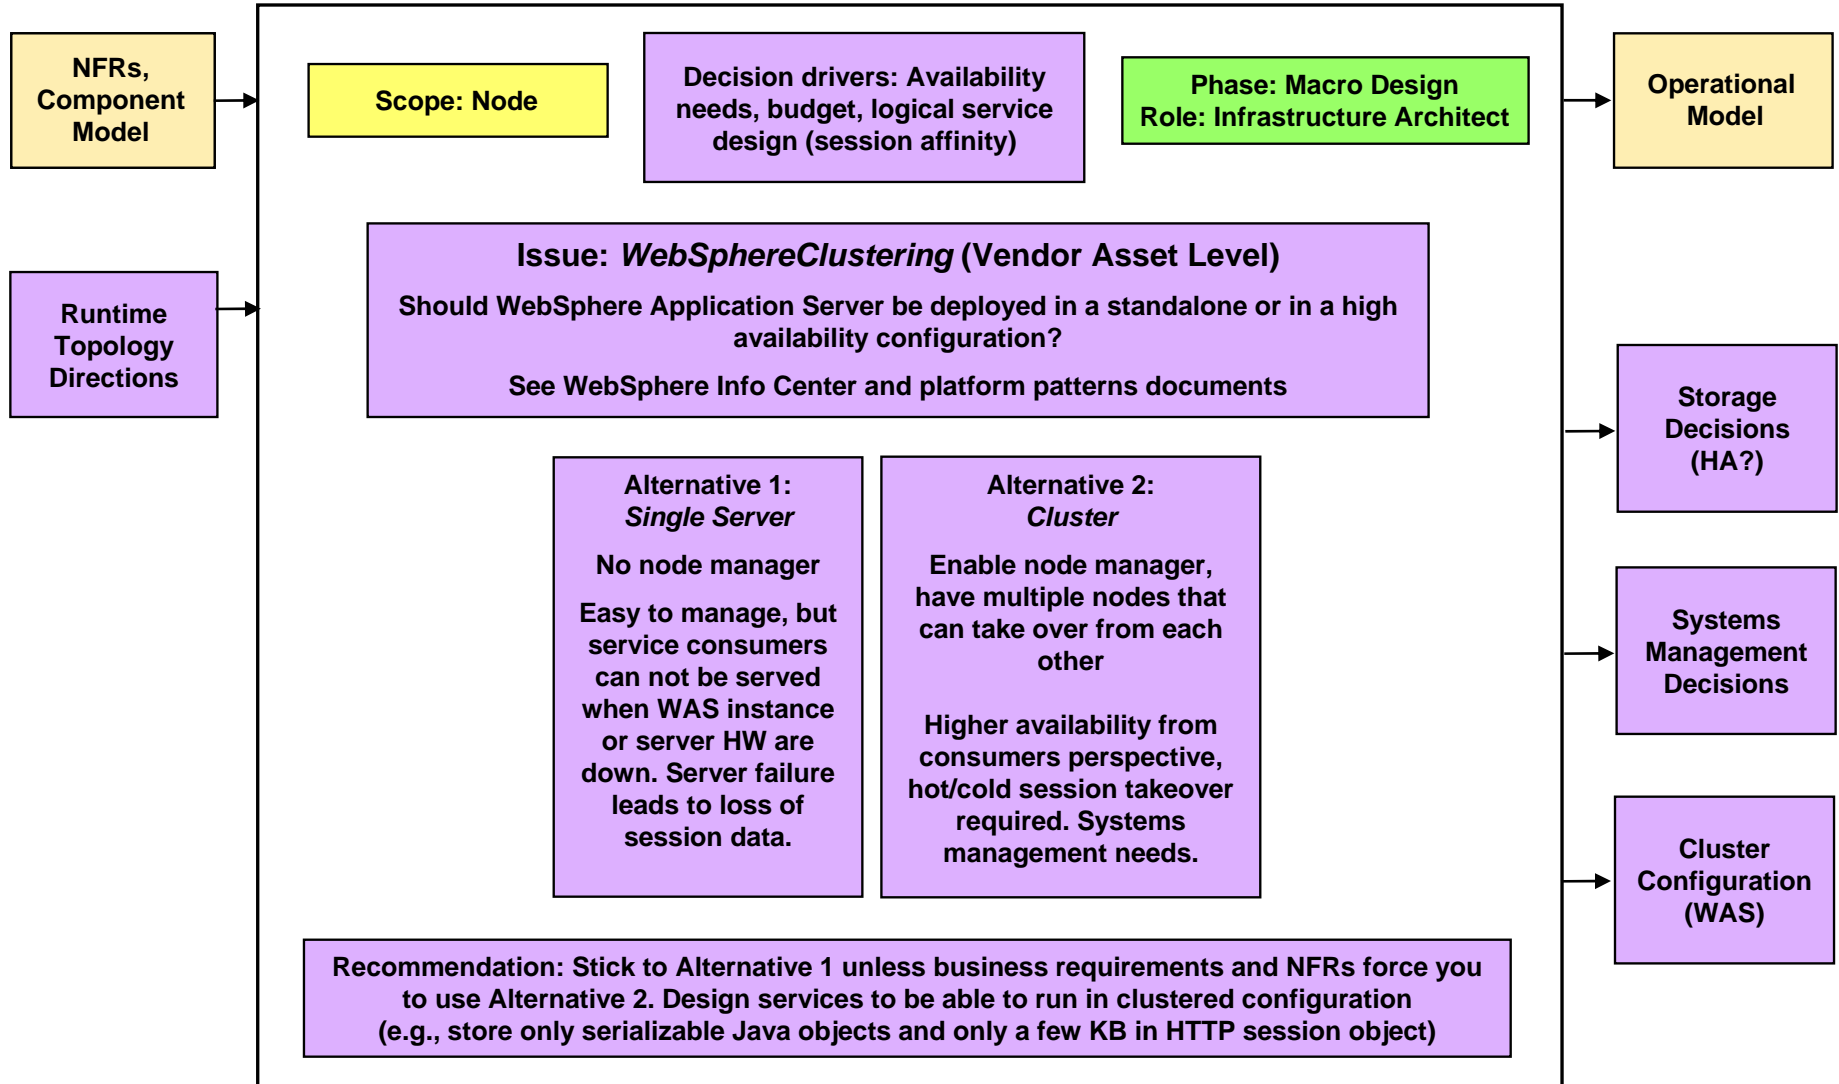 NFRs,
Component
Model
Runtime
Topology
Directions
Scope: Node
Decision drivers: Availability
needs, budget, logical service
design (session affinity)
Phase: Macro Design
Role: Infrastructure Architect
Issue: WebSphereClustering (Vendor Asset Level)
Should WebSphere Application Server be deployed in a standalone or in a high
availability configuration?
See WebSphere Info Center and platform patterns documents
Alternative 1:
Single Server
No node manager
Easy to manage, but
service consumers
can not be served
when WAS instance
or server HW are
down. Server failure
leads to loss of
session data.
Alternative 2:
Cluster
Enable node manager,
have multiple nodes that
can take over from each
other
Higher availability from
consumers perspective,
hot/cold session takeover
required. Systems
management needs.
Recommendation: Stick to Alternative 1 unless business requirements and NFRs force you
to use Alternative 2. Design services to be able to run in clustered configuration
(e.g., store only serializable Java objects and only a few KB in HTTP session object)
Operational
Model
Storage
Decisions
(HA?)
Systems
Management
Decisions
Cluster
Configuration
(WAS)